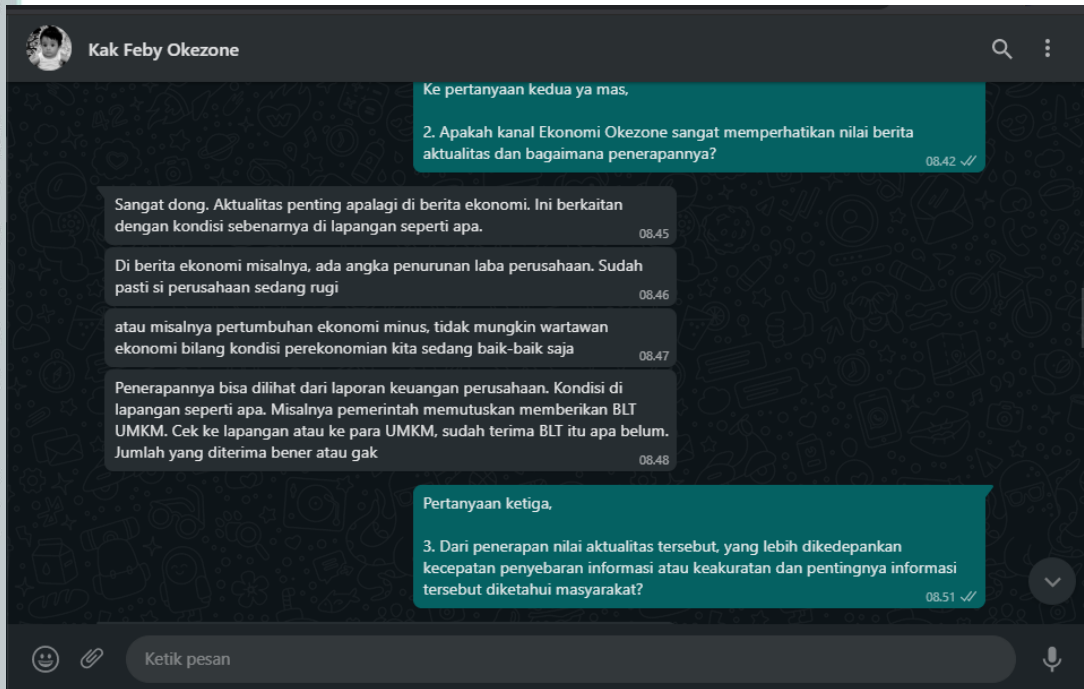 Kak Feby Okezone
Ke pertanyaan kedua ya mas,
2. Apakah kanal Ekonomi Okezone sangat memperhatikan nilai berita
aktualitas dan bagaimana penerapannya?
08.42
Sangat dong. Aktualitas penting apalagi di berita ekonomi. Ini berkaitan
dengan kondisi sebenarnya di lapangan seperti apa.
08.45
Di berita ekonomi misalnya, ada angka penurunan laba perusahaan. Sudah
pasti si perusahaan sedang rugi
08.46
atau misalnya pertumbuhan ekonomi minus, tidak mungkin wartawan
ekonomi bilang kondisi perekonomian kita sedang baik-baik saja
08.47
Penerapannya bisa dilihat dari laporan keuangan perusahaan. Kondisi di
lapangan seperti apa. Misalnya pemerintah memutuskan memberikan BLT
UMKM. Cek ke lapangan atau ke para UMKM, sudah terima BLT itu apa belum.
Jumlah yang diterima bener atau gak
08.48
Pertanyaan ketiga,
3. Dari penerapan nilai aktualitas tersebut, yang lebih dikedepankan
kecepatan penyebaran informasi atau keakuratan dan pentingnya informasi
tersebut diketahui masyarakat?
08.51
Ketik pesan